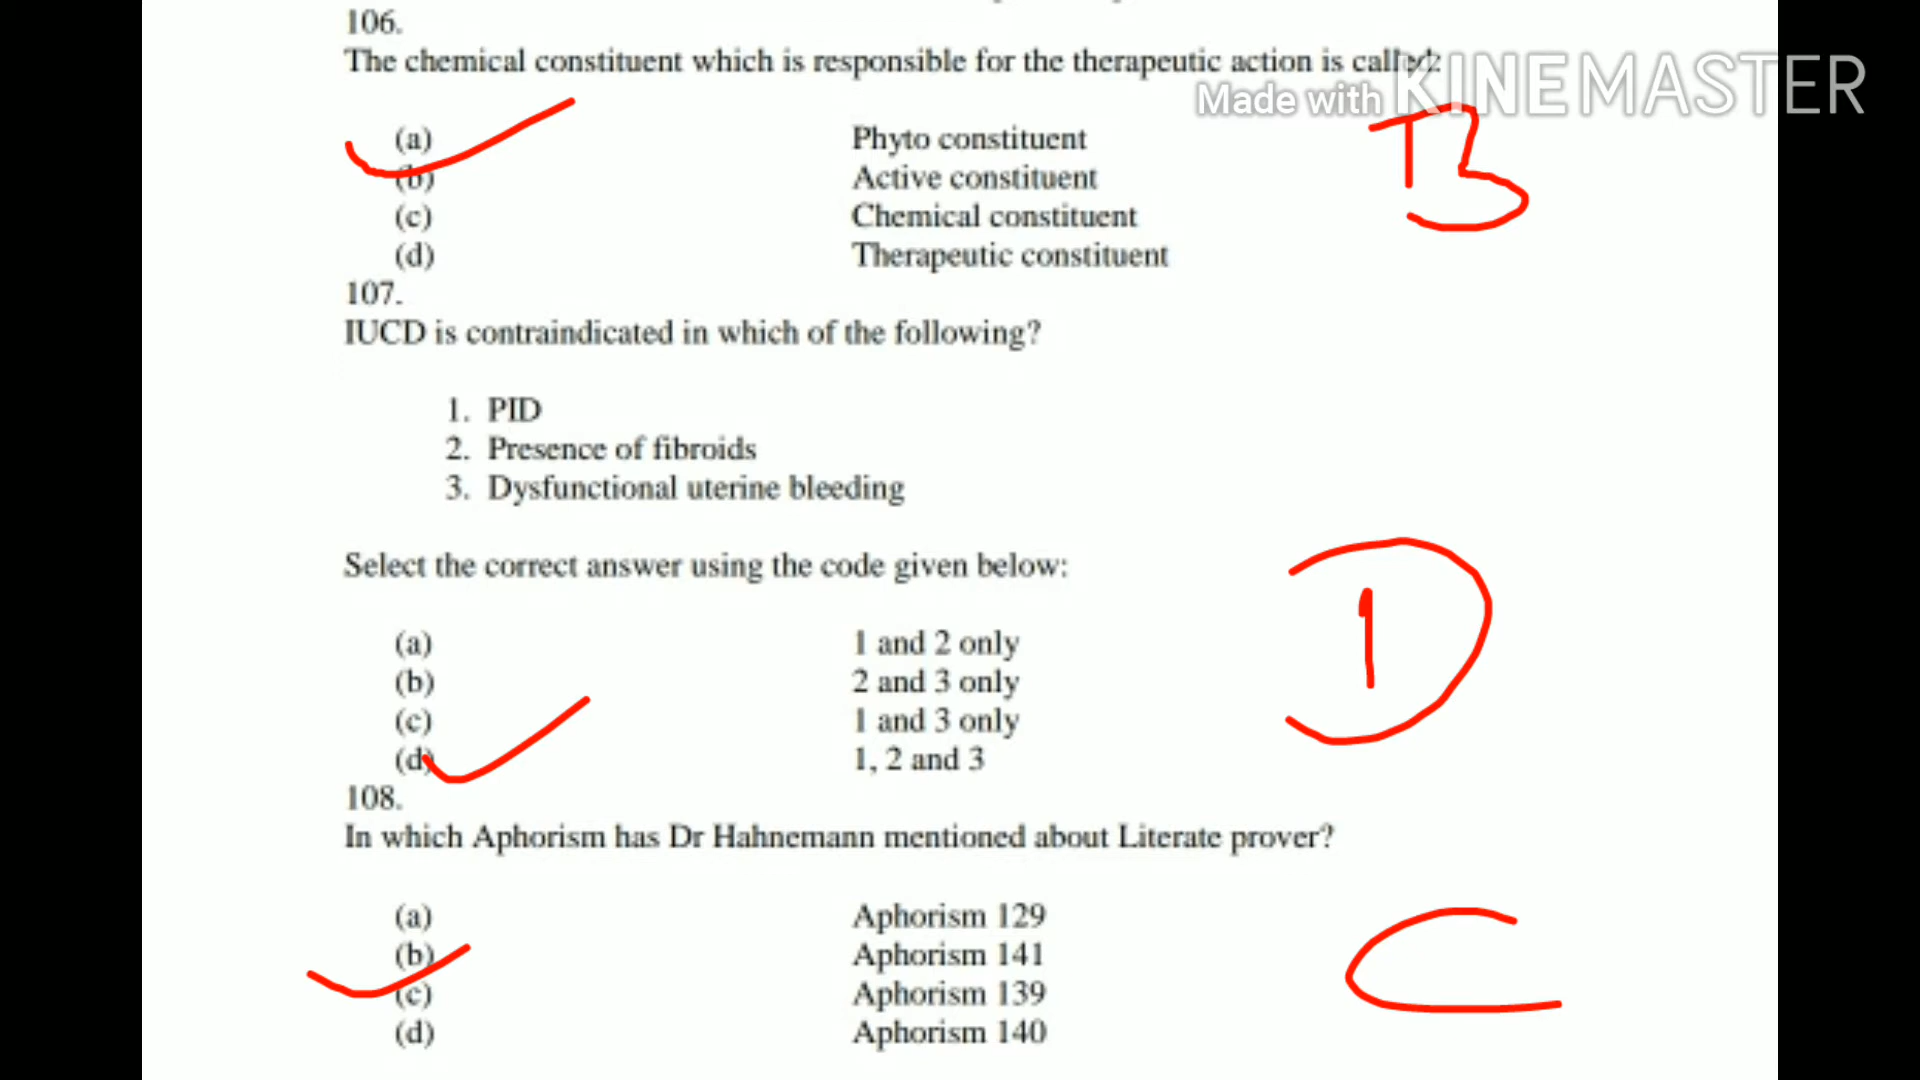 106.
The chemical constituent which is responsible for the therapeutic action is called:
Made with KINEMASTER
(a) Phyto constituent
(b) Active constituent
(c) Chemical constituent
(d) Therapeutic constituent
B
107.
IUCD is contraindicated in which of the following?
1. PID
2. Presence of fibroids
3. Dysfunctional uterine bleeding
Select the correct answer using the code given below:
(a) 1 and 2 only
(b) 2 and 3 only
(c) 1 and 3 only
(d) 1, 2 and 3
D
108.
In which Aphorism has Dr Hahnemann mentioned about Literate prover?
(a) Aphorism 129
(b) Aphorism 141
(c) Aphorism 139
(d) Aphorism 140
C